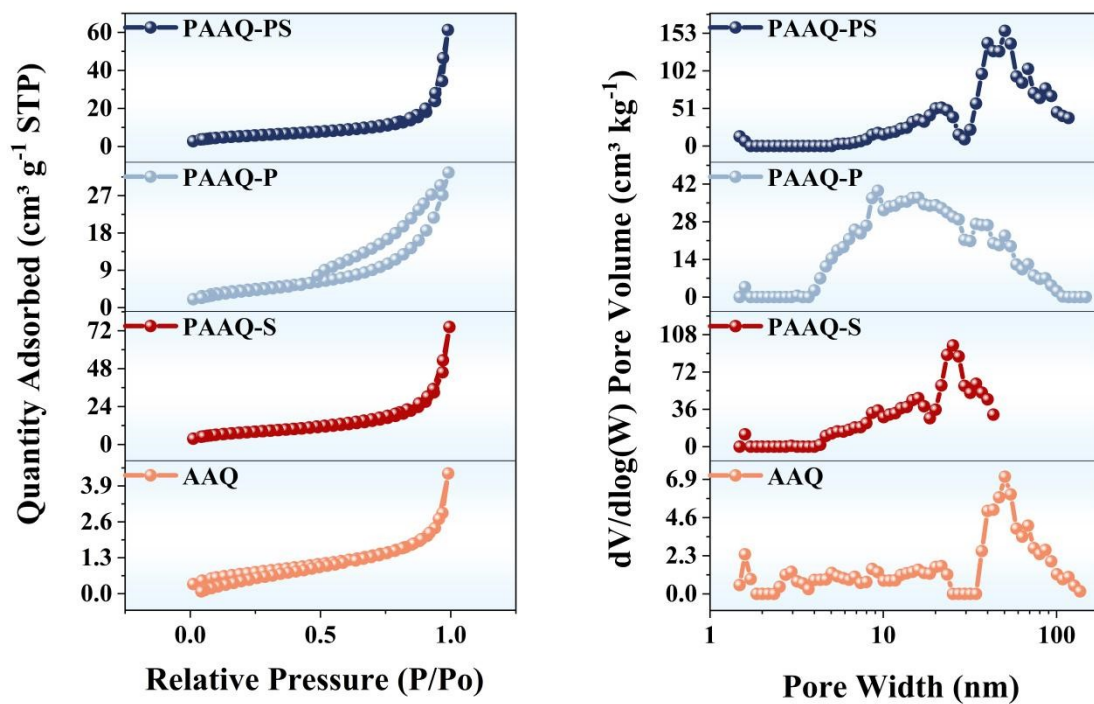 Quantity Adsorbed (cm³ g⁻¹ STP)
60
40
20
0
PAAQ-PS
27
18
9
0
PAAQ-P
72
48
24
0
PAAQ-S
3.9
2.6
1.3
0.0
AAQ
0.0 0.5 1.0
Relative Pressure (P/Po)
dV/dlog(W) Pore Volume (cm³ kg⁻¹)
153
102
51
0
PAAQ-PS
42
28
14
0
PAAQ-P
108
72
36
0
PAAQ-S
6.9
4.6
2.3
0.0
AAQ
1 10 100
Pore Width (nm)